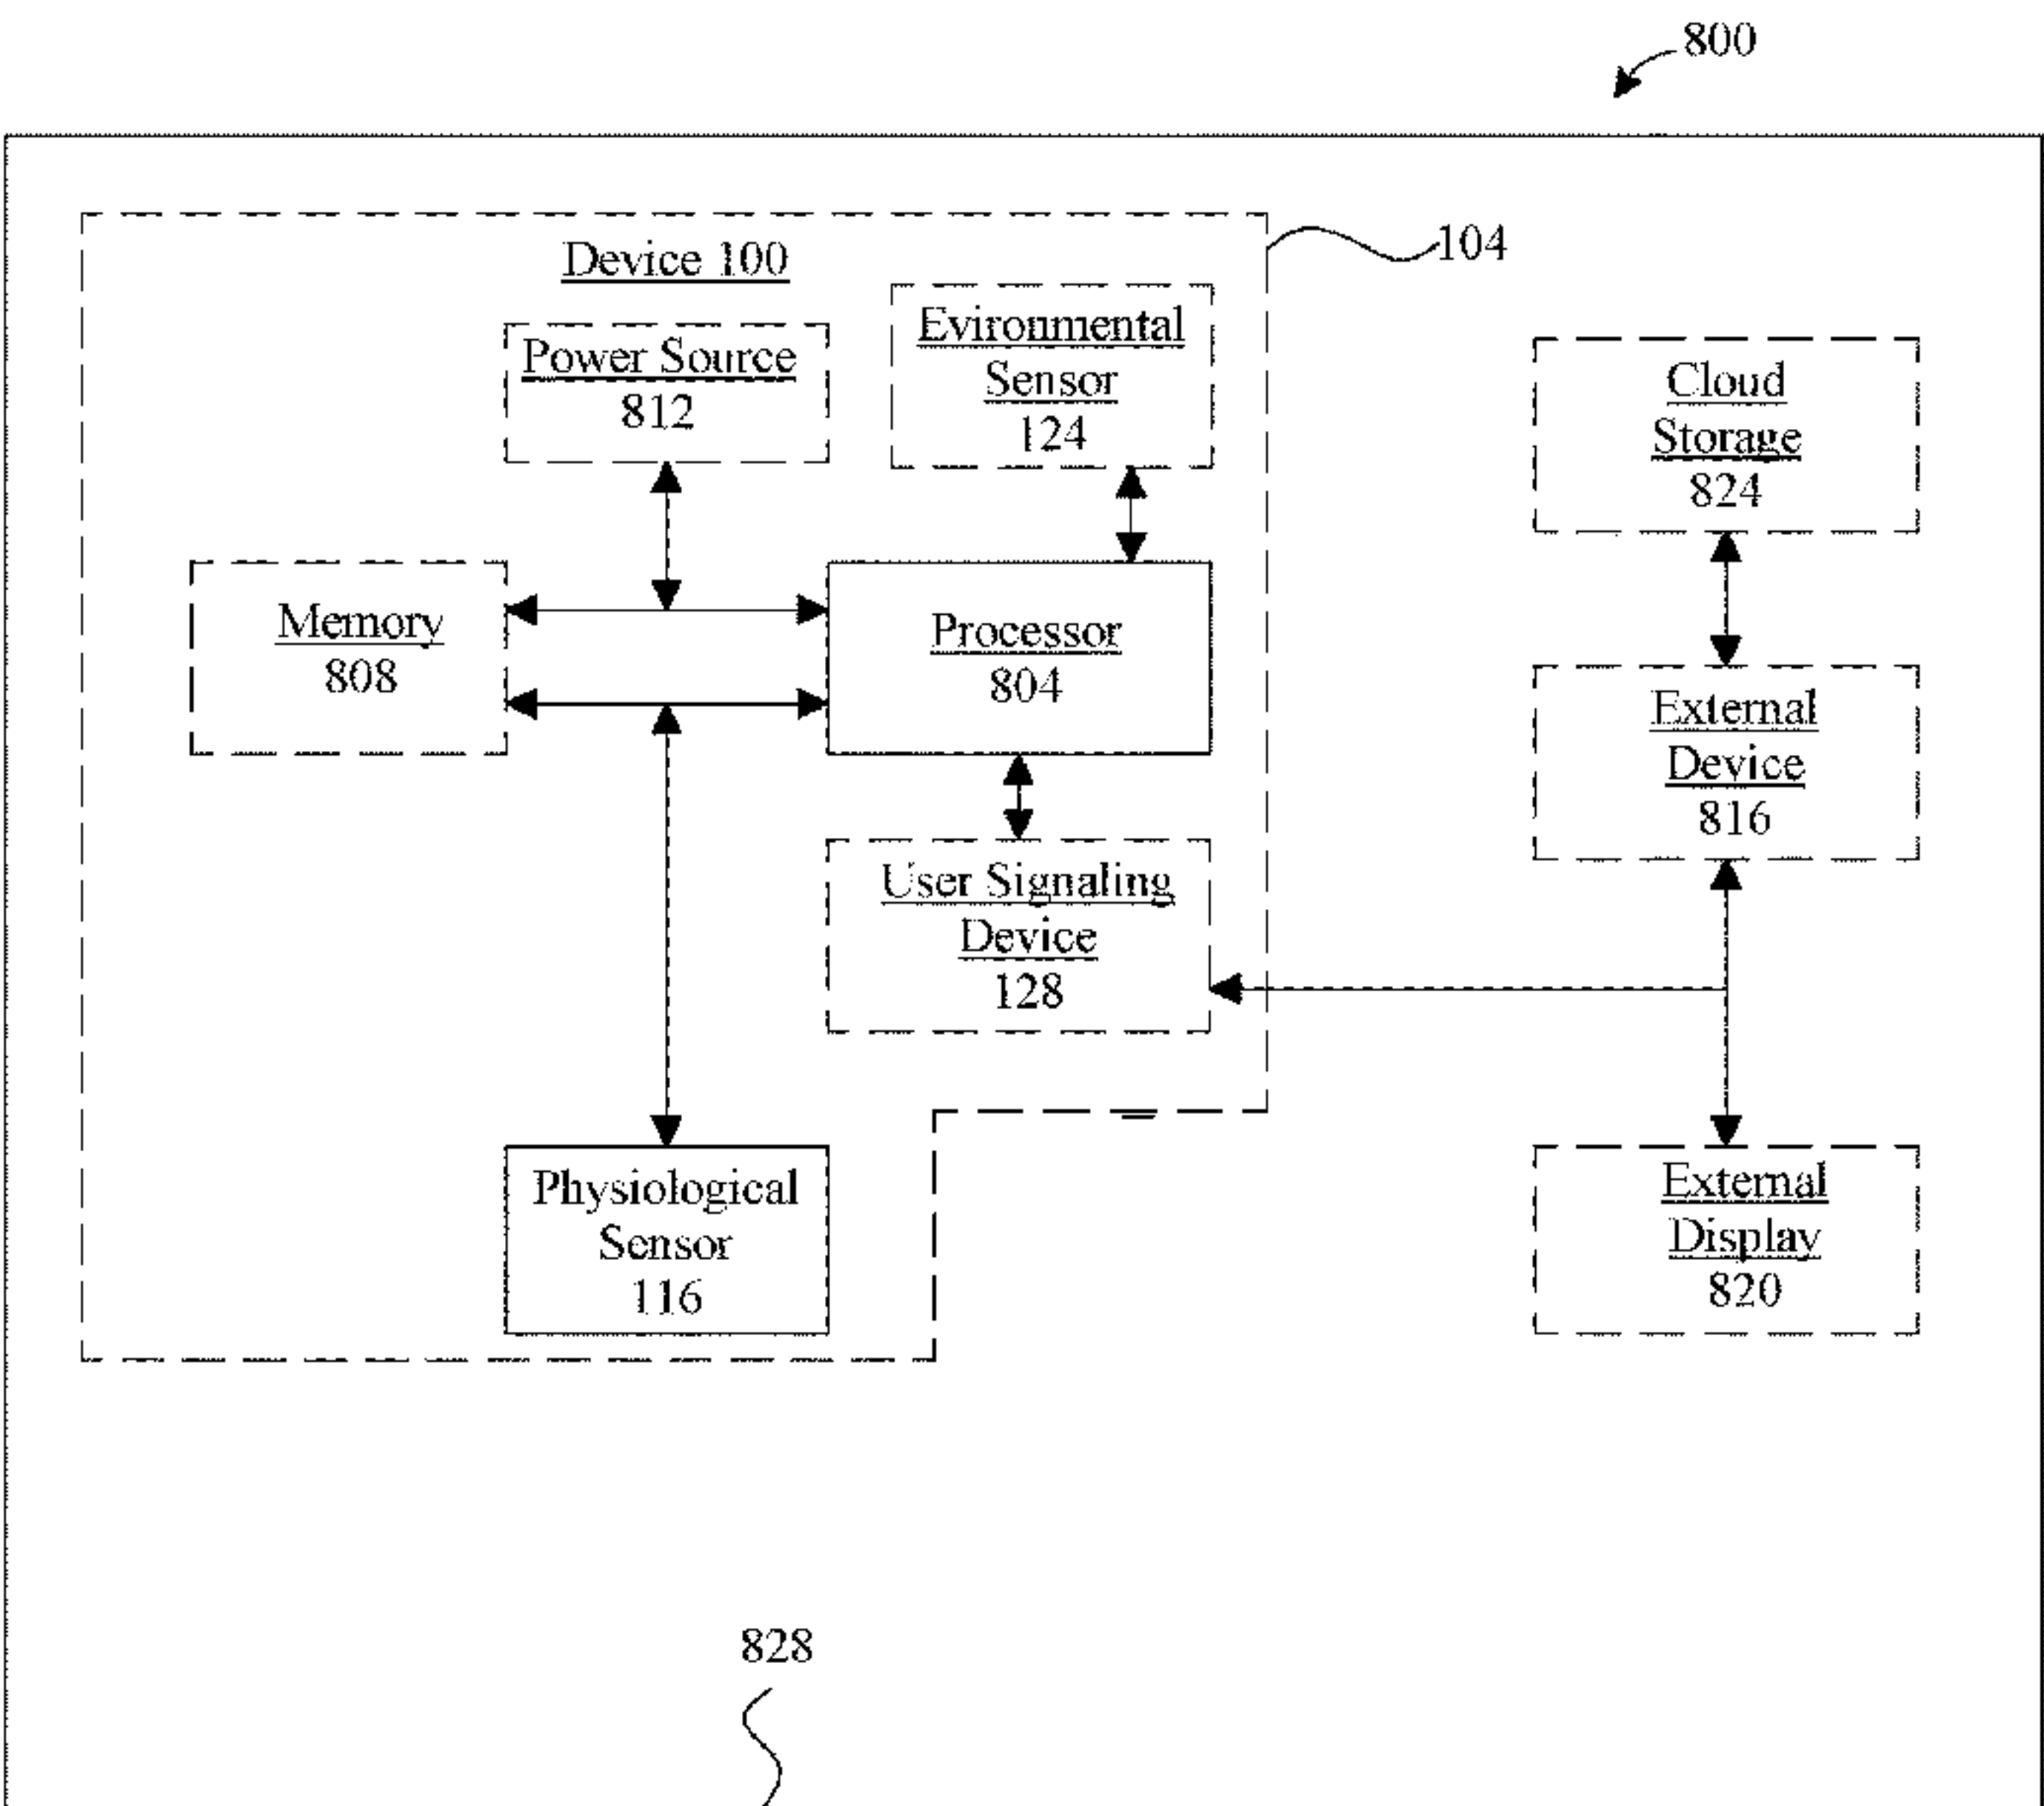 800
Device 100
104
Power Source
812
Evironmental
Sensor
124
Cloud
Storage
824
Memory
808
Processor
804
External
Device
816
User Signaling
Device
128
Physiological
Sensor
116
External
Display
820
828